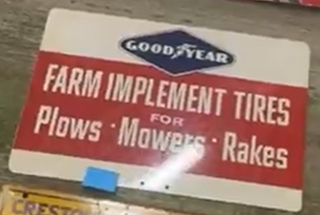 GOODYEAR
FARM IMPLEMENT TIRES
FOR
Plows · Mowers · Rakes